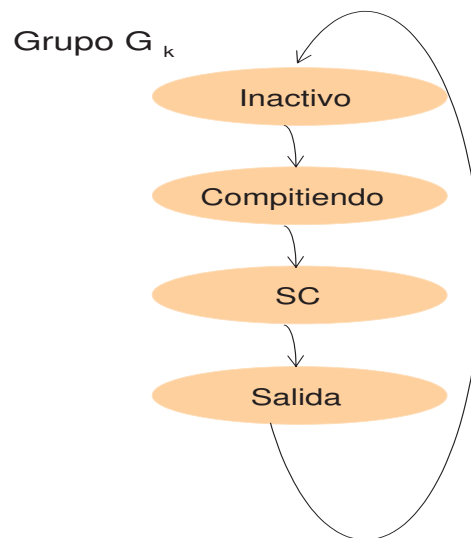 Grupo G k
Inactivo
Compitiendo
SC
Salida